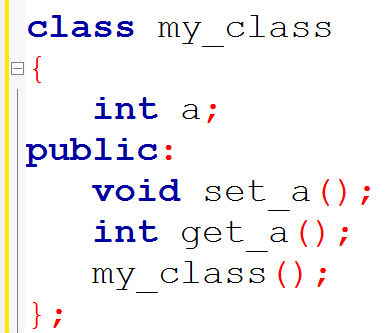 class my_class
{
int a;
public:
void set_a();
int get_a();
my_class();
};